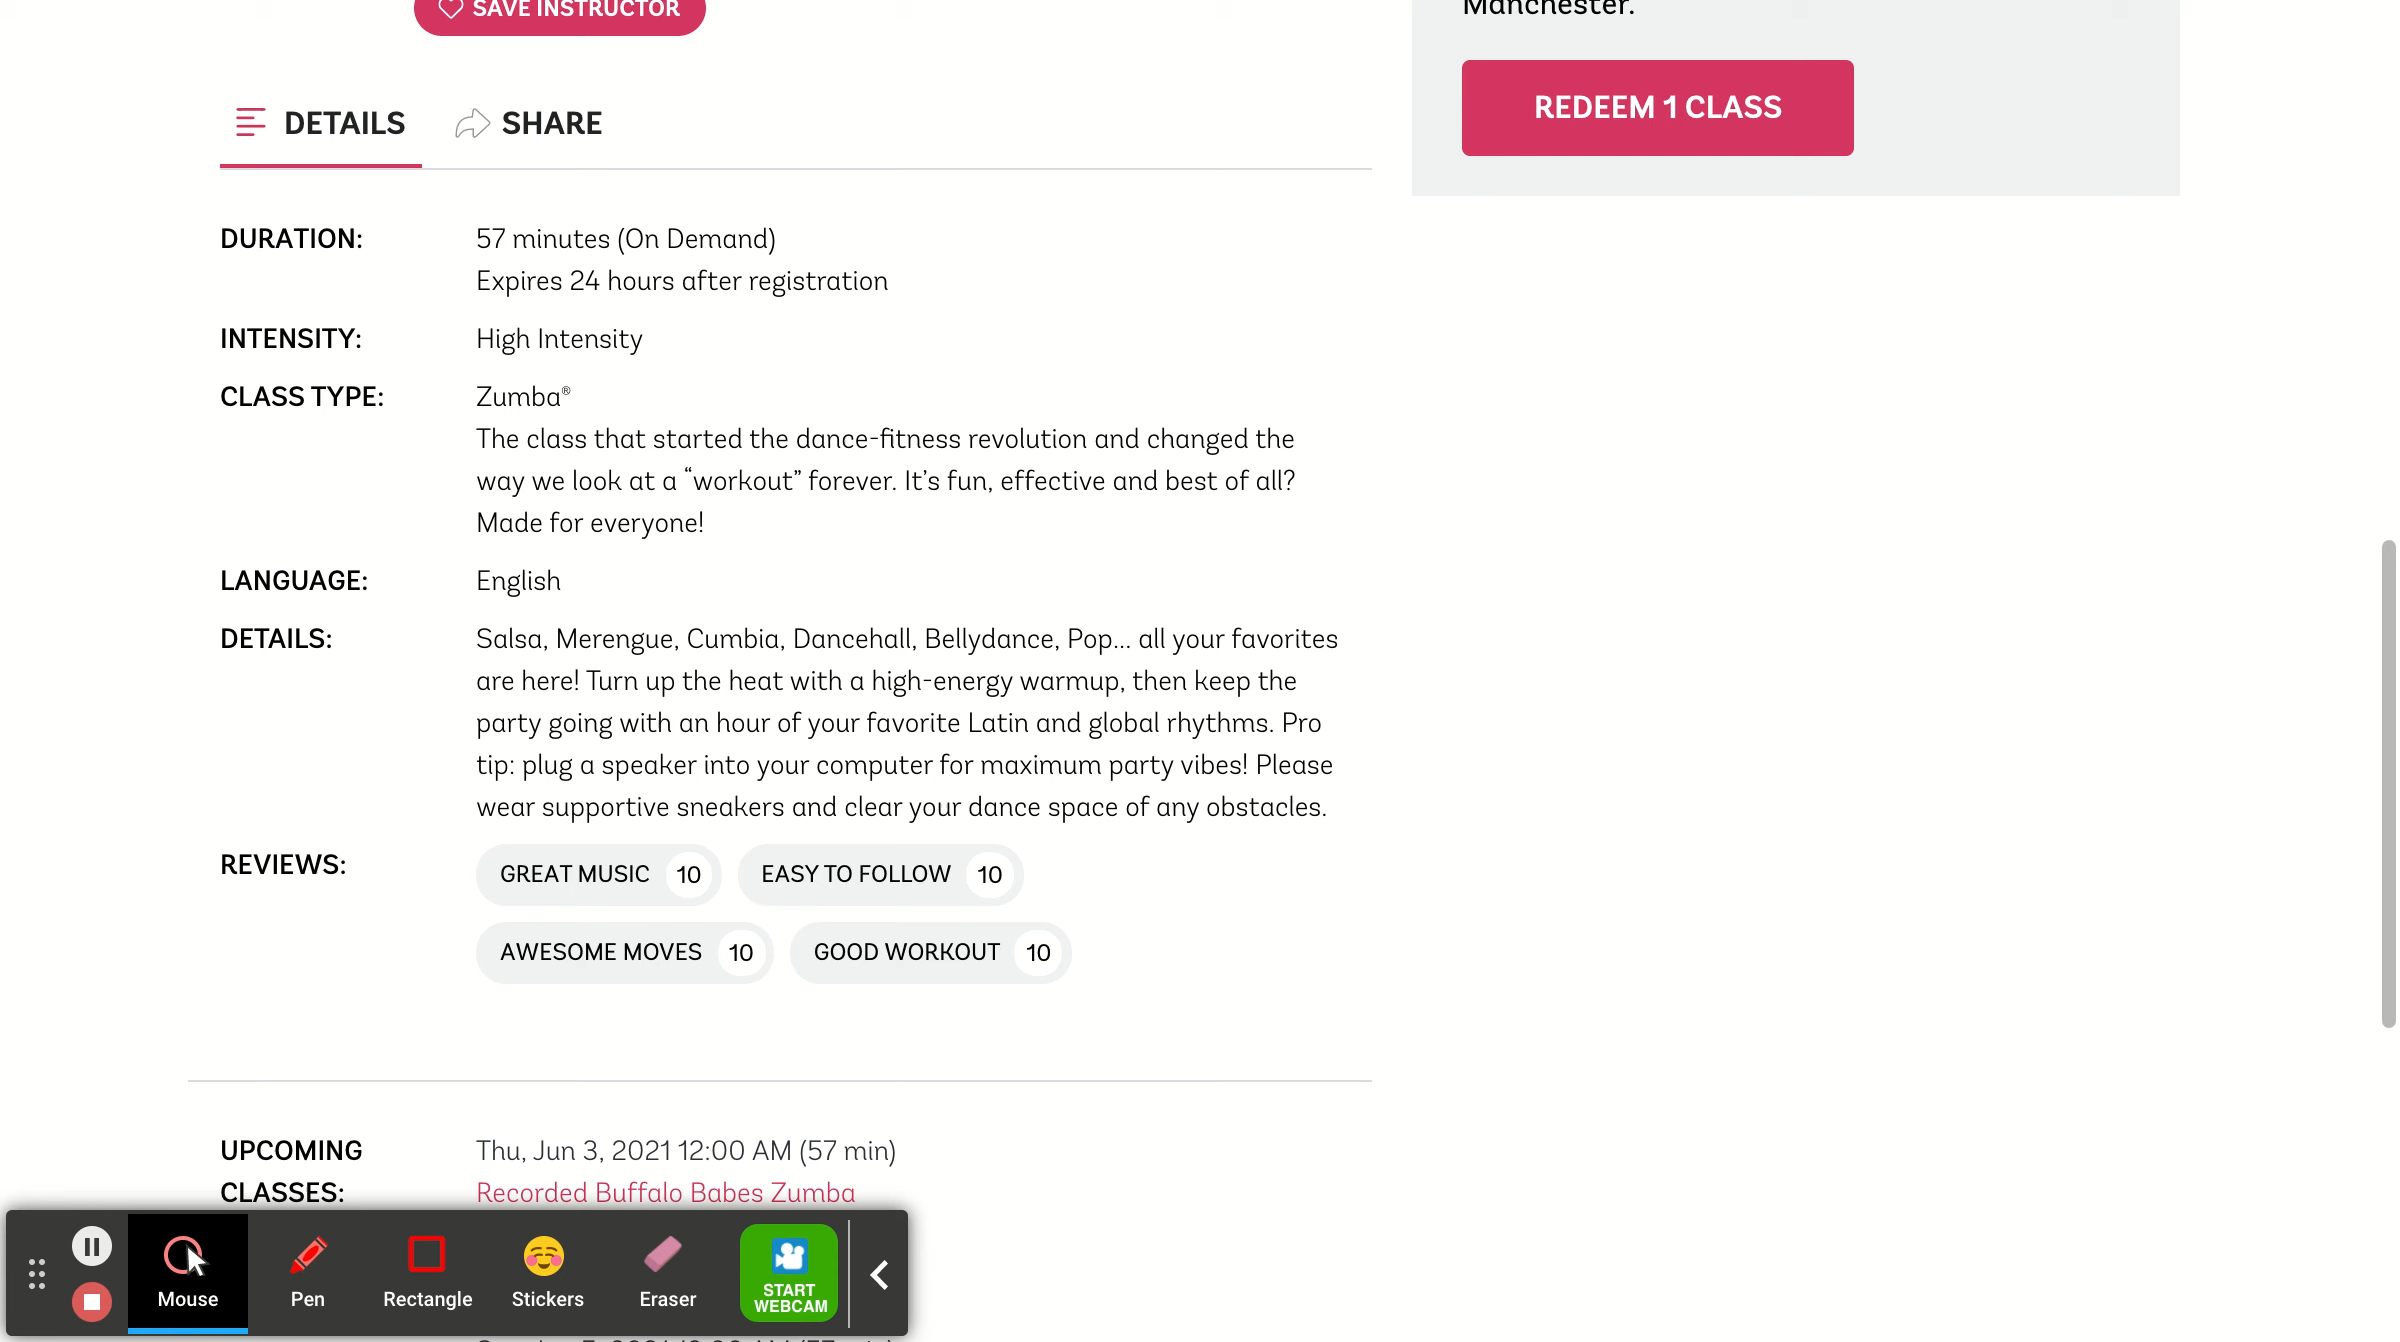 SAVE INSTRUCTOR
Manchester.
REDEEM 1 CLASS
DETAILS
SHARE
DURATION: 57 minutes (On Demand)
Expires 24 hours after registration
INTENSITY: High Intensity
CLASS TYPE: Zumba®
The class that started the dance-fitness revolution and changed the
way we look at a “workout” forever. It’s fun, effective and best of all?
Made for everyone!
LANGUAGE: English
DETAILS: Salsa, Merengue, Cumbia, Dancehall, Bellydance, Pop... all your favorites
are here! Turn up the heat with a high-energy warmup, then keep the
party going with an hour of your favorite Latin and global rhythms. Pro
tip: plug a speaker into your computer for maximum party vibes! Please
wear supportive sneakers and clear your dance space of any obstacles.
REVIEWS: GREAT MUSIC 10 EASY TO FOLLOW 10
AWESOME MOVES 10 GOOD WORKOUT 10
UPCOMING Thu, Jun 3, 2021 12:00 AM (57 min)
CLASSES: Recorded Buffalo Babes Zumba
Mouse
Pen
Rectangle
Stickers
Eraser
START
WEBCAM